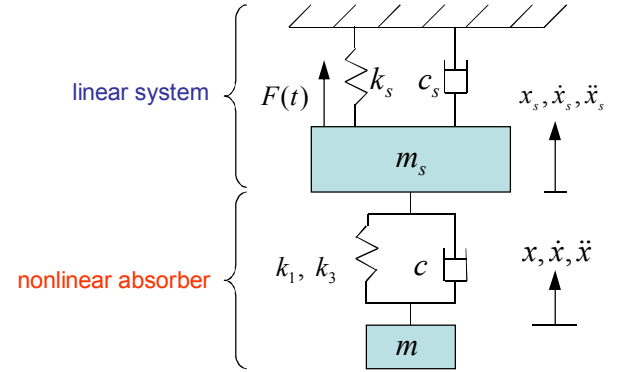 linear system
F(t)
k_s
c_s
x_s, ẋ_s, ẍ_s
m_s
nonlinear absorber
k_1, k_3
c
x, ẋ, ẍ
m